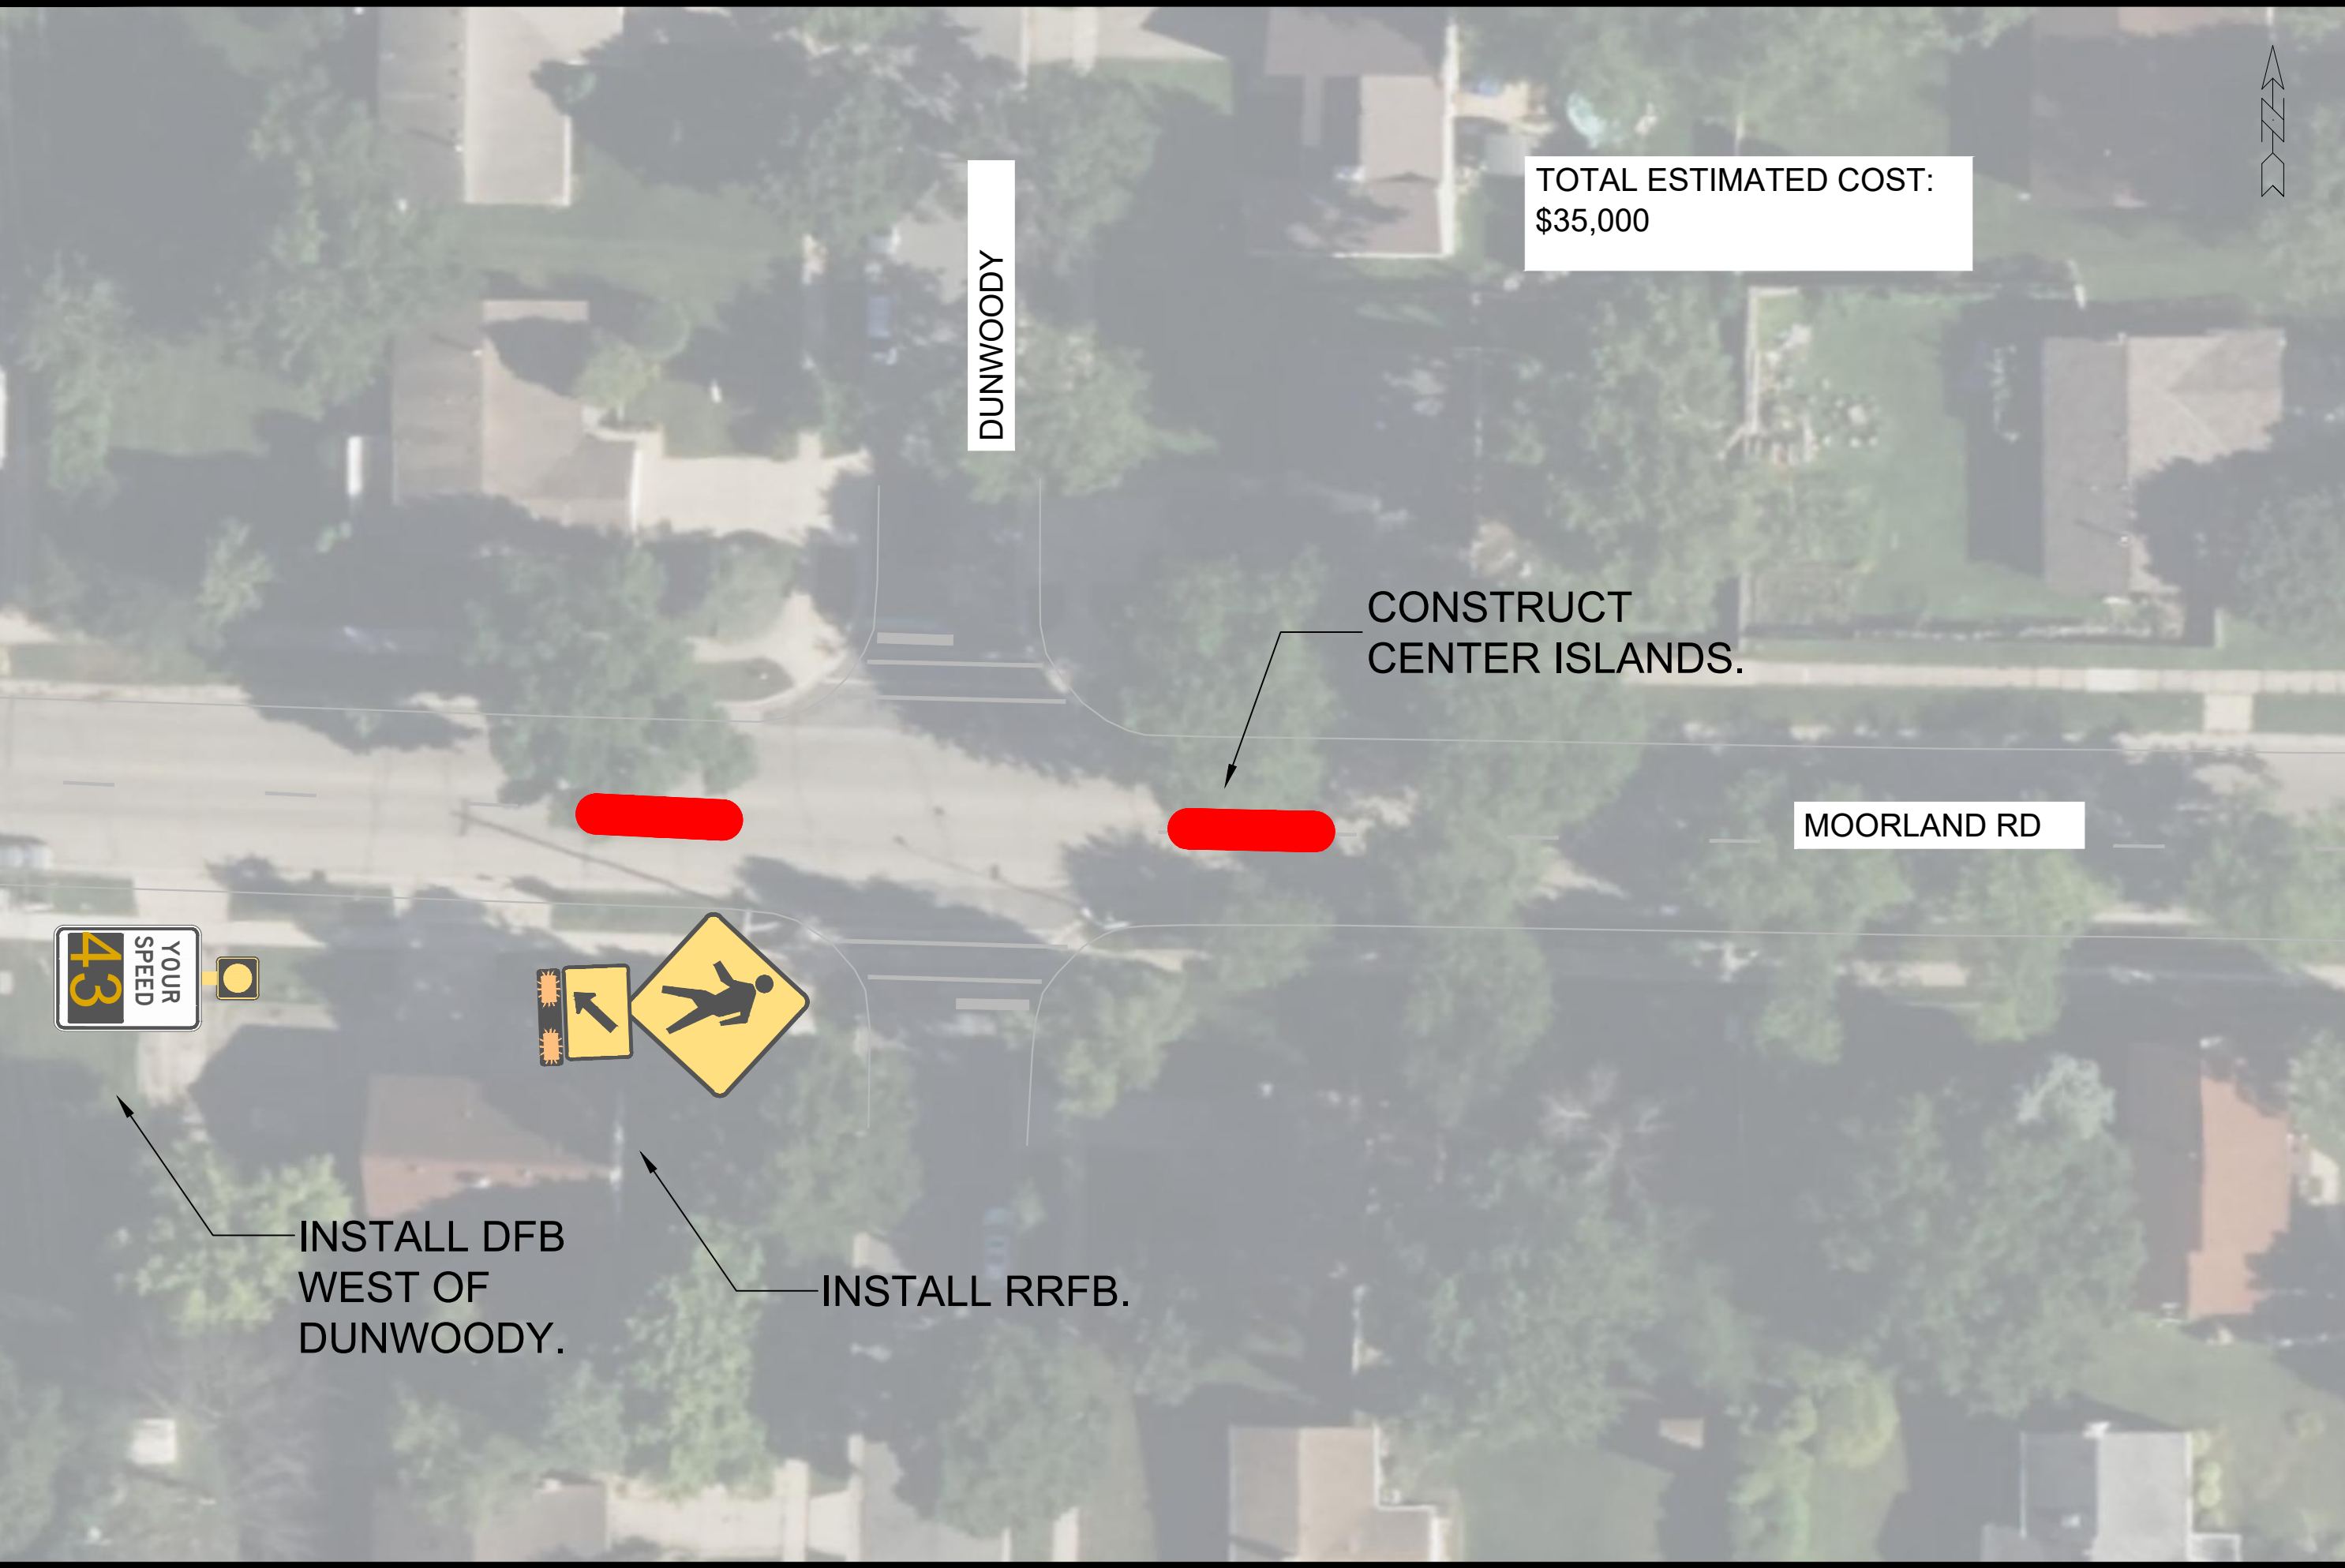 TOTAL ESTIMATED COST:
$35,000
DUNWOODY
CONSTRUCT
CENTER ISLANDS.
MOORLAND RD
YOUR
SPEED
43
INSTALL DFB
WEST OF
DUNWOODY.
INSTALL RRFB.
N